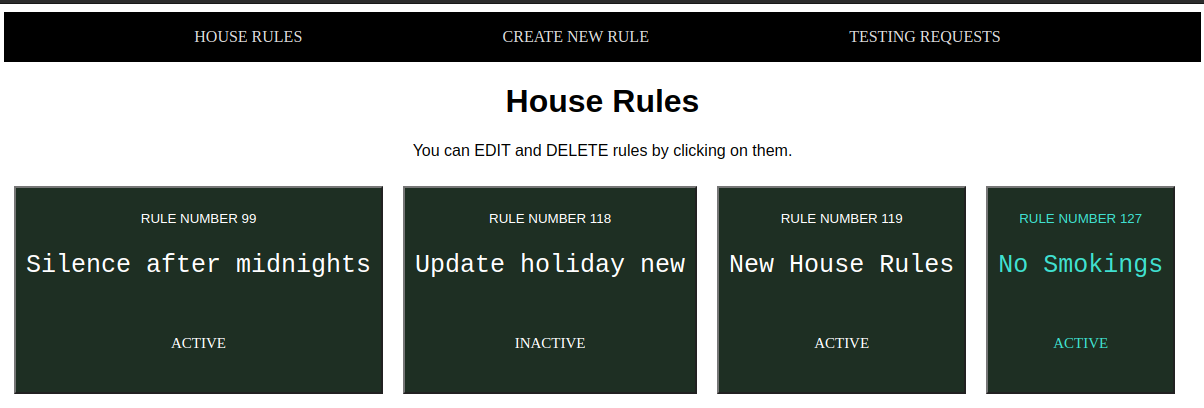 HOUSE RULES CREATE NEW RULE TESTING REQUESTS
House Rules
You can EDIT and DELETE rules by clicking on them.
RULE NUMBER 99
Silence after midnights
ACTIVE
RULE NUMBER 118
Update holiday new
INACTIVE
RULE NUMBER 119
New House Rules
ACTIVE
RULE NUMBER 127
No Smokings
ACTIVE